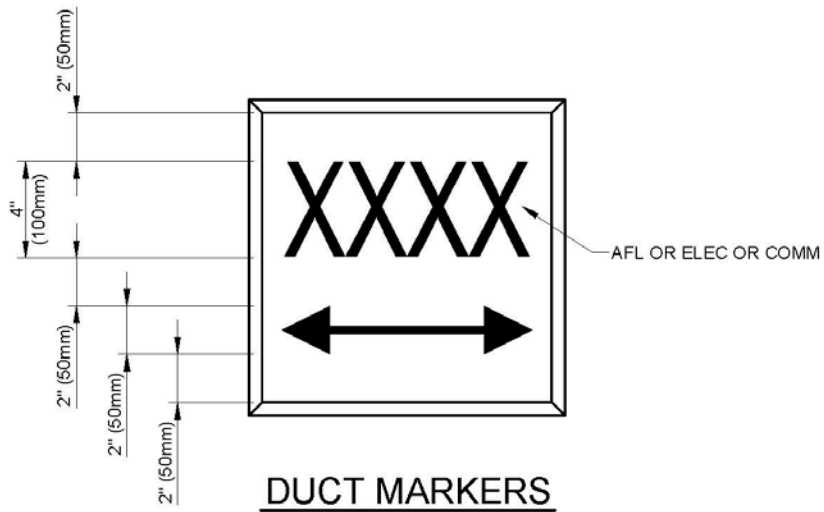 2" (50mm)
4"
(100mm)
2" (50mm)
2" (50mm)
2" (50mm)
XXXX
AFL OR ELEC OR COMM
DUCT MARKERS